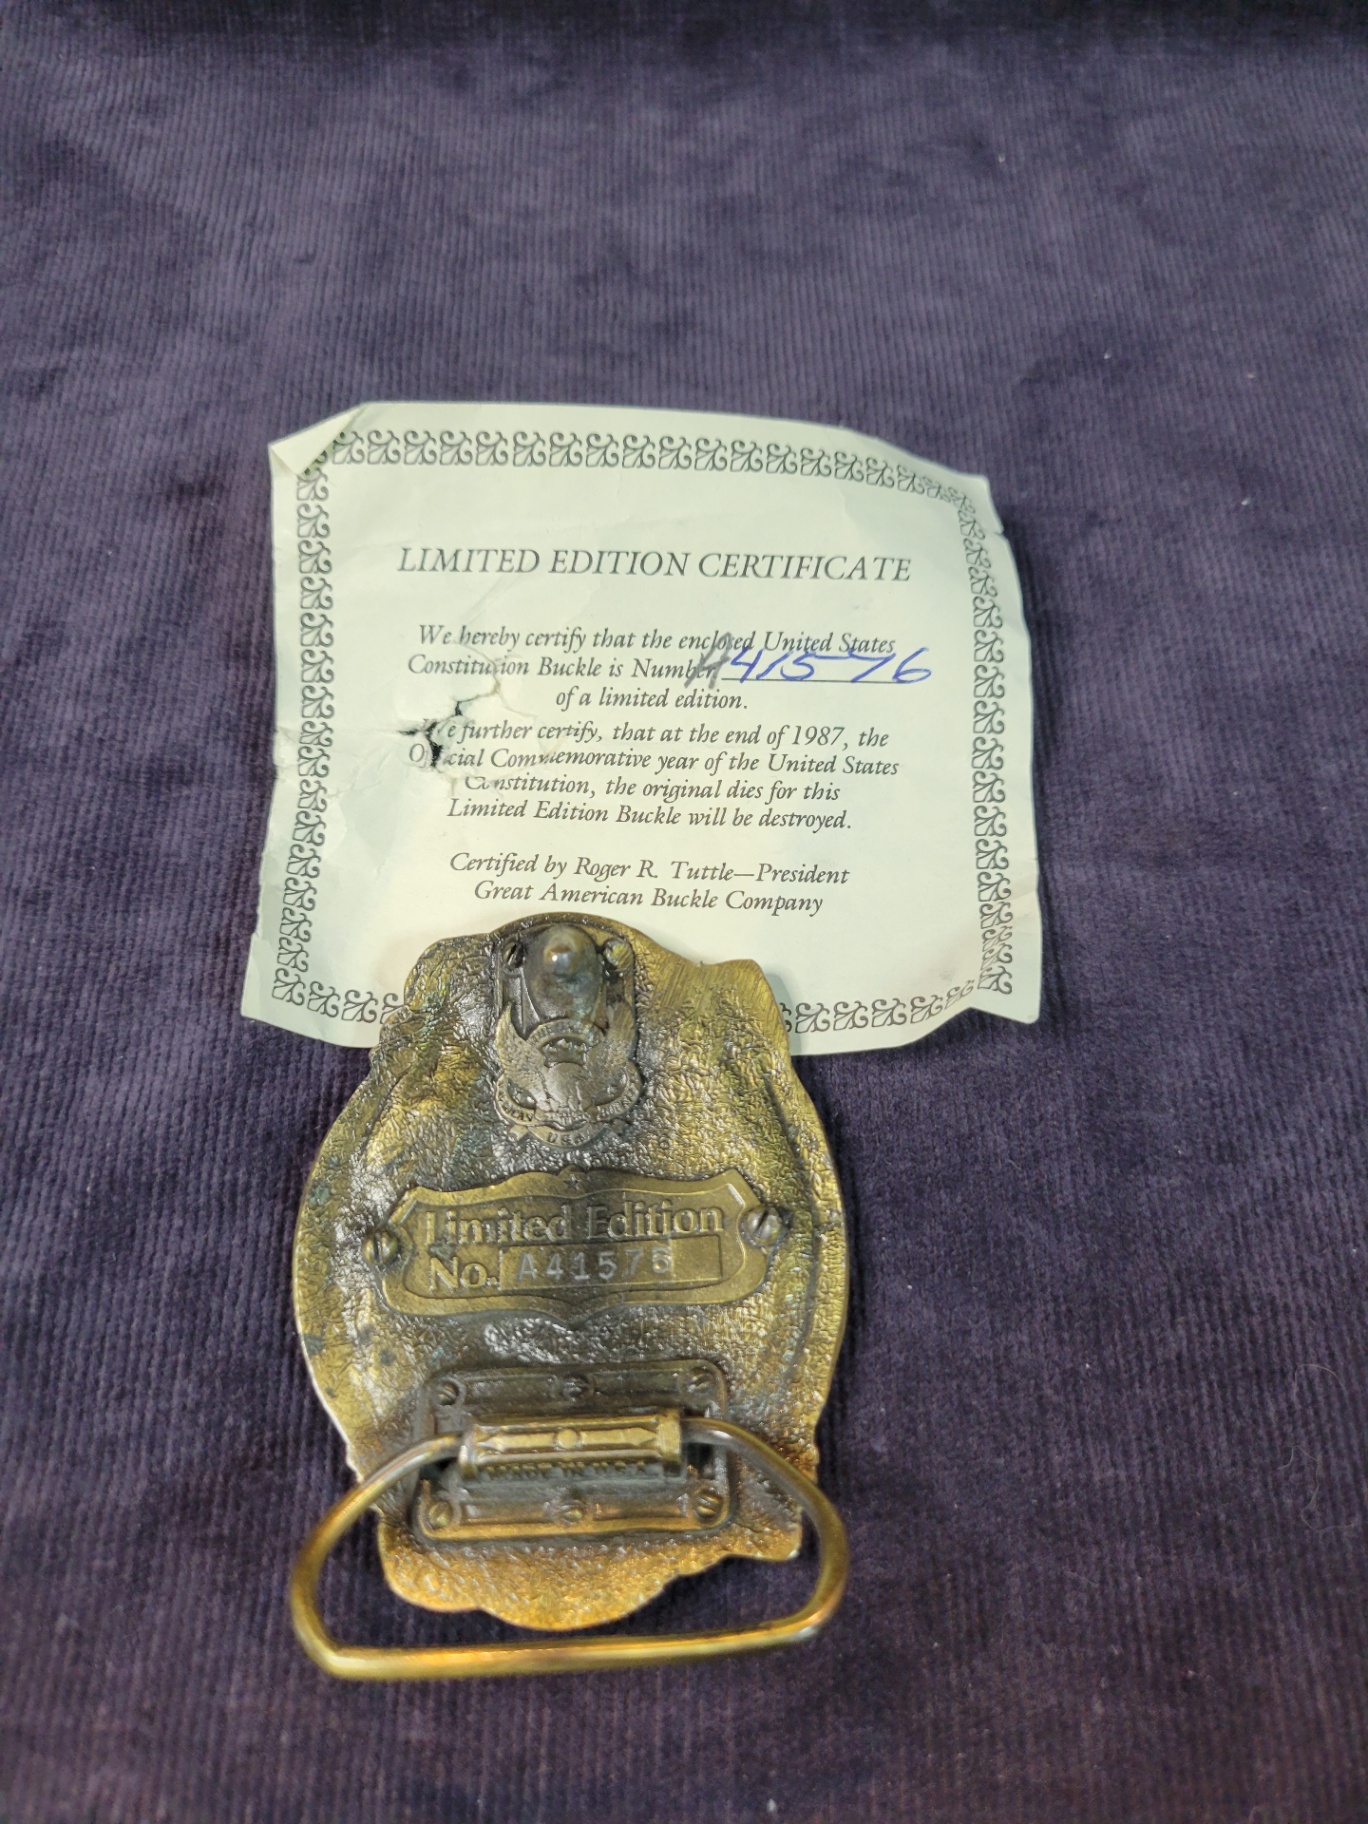 LIMITED EDITION CERTIFICATE
We hereby certify that the enclosed United States
Constitution Buckle is Number A41576
of a limited edition.
We further certify, that at the end of 1987, the
Official Commemorative year of the United States
Constitution, the original dies for this
Limited Edition Buckle will be destroyed.
Certified by Roger R. Tuttle—President
Great American Buckle Company
U.S.A.
Limited Edition
No. A41576
MADE IN U.S.A.